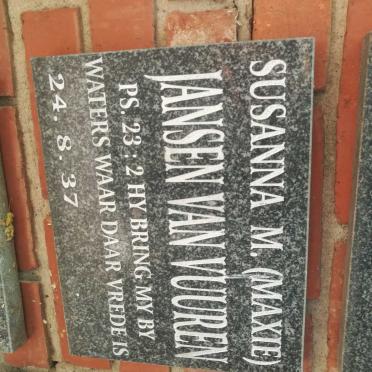 SUSANNA M. (MAXIE)
JANSEN VAN VUUREN
PS. 23 : 2 HY BRING MY BY
WATERS WAAR DAAR VREDE IS
24. 8. 37